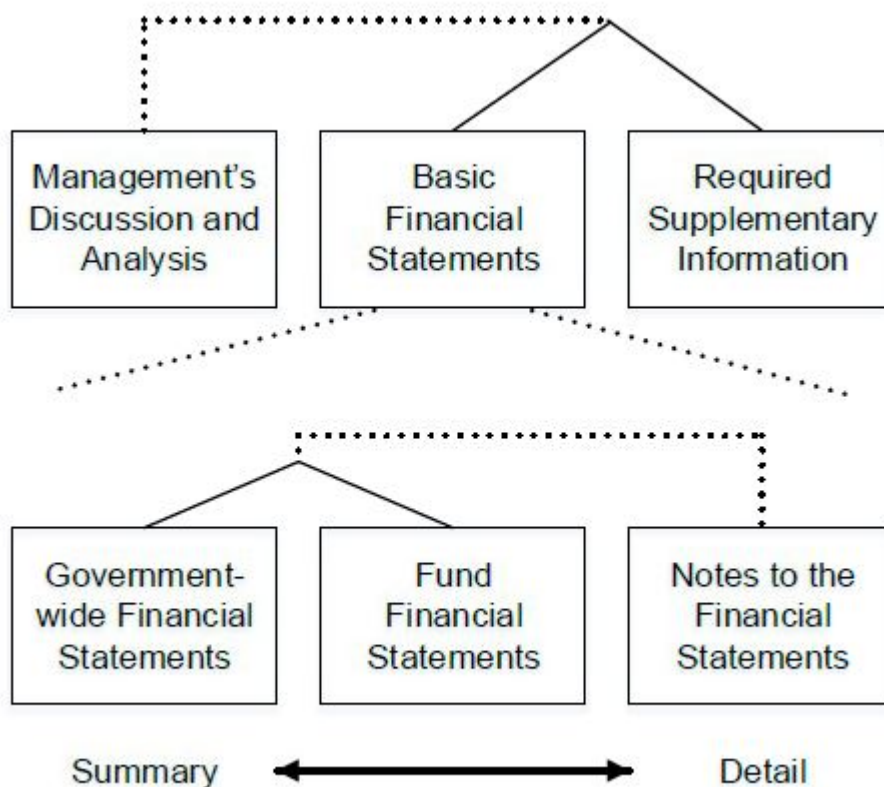 Management's
Discussion and
Analysis
Basic
Financial
Statements
Required
Supplementary
Information
Government-
wide Financial
Statements
Fund
Financial
Statements
Notes to the
Financial
Statements
Summary
Detail